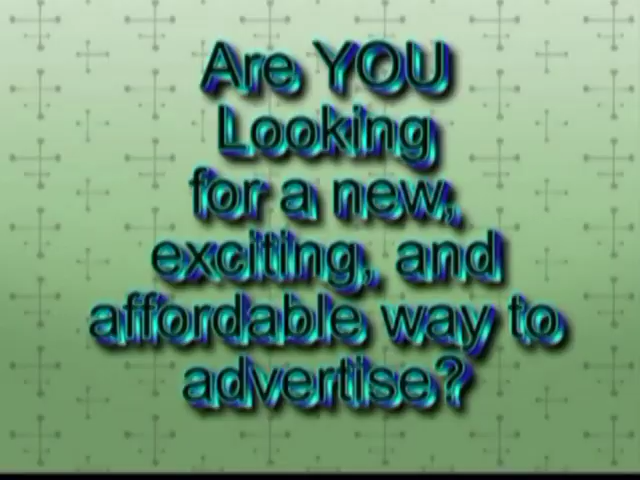 Are YOU
Looking
for a new,
exciting, and
affordable way to
advertise?